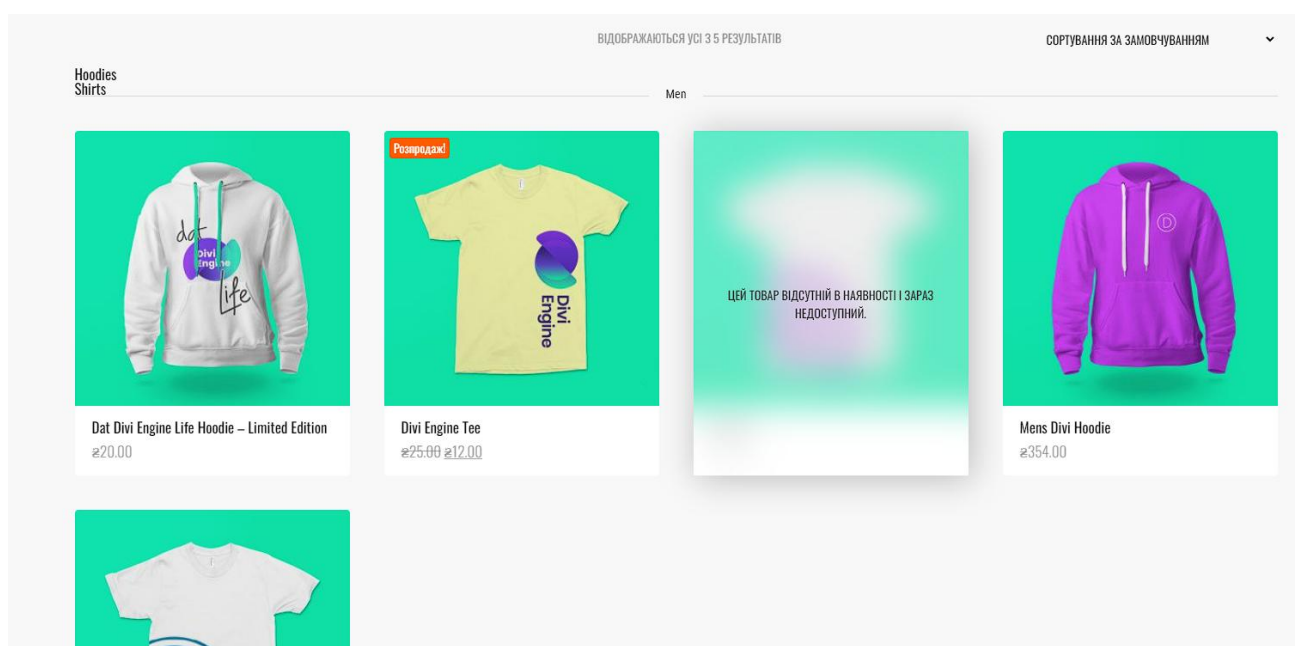 ВІДОБРАЖАЮТЬСЯ УСІ З 5 РЕЗУЛЬТАТІВ
СОРТУВАННЯ ЗА ЗАМОВЧУВАННЯМ
Hoodies
Shirts
Men
dat
Divi
Engine
Life
Розпродаж!
Divi
Engine
ЦЕЙ ТОВАР ВІДСУТНІЙ В НАЯВНОСТІ І ЗАРАЗ
НЕДОСТУПНИЙ.
D
Dat Divi Engine Life Hoodie – Limited Edition
₴20.00
Divi Engine Tee
₴25.00 ₴12.00
Mens Divi Hoodie
₴354.00